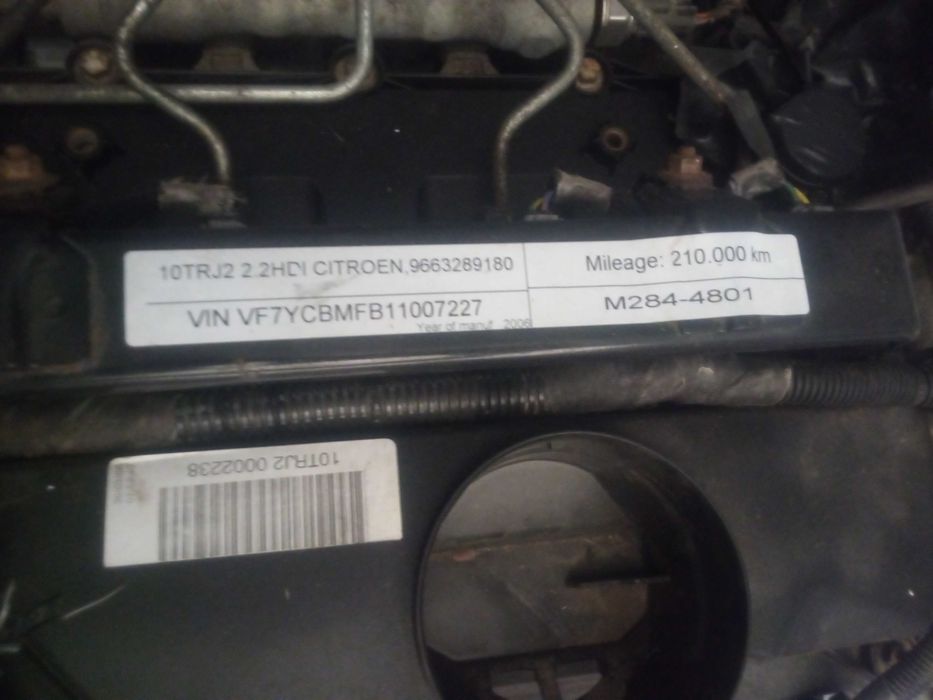 10TRJ2 2.2HDI CITROEN,9663289180
Mileage: 210.000 km
VIN VF7YCBMFB11007227
Year of manuf. 2006
M284-4801
10TRJ2 0002238